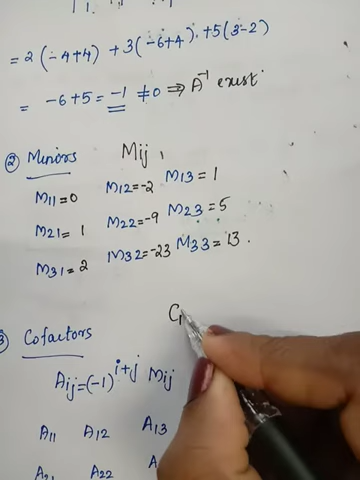 = 2(-4+4) +3(-6+4) +5(3-2)
= -6+5 = -1 ≠0 ⇒ A⁻¹ exist
② Minors Mij
M11=0 M12=-2 M13=1
M21=1 M22=-9 M23=5
M31=2 M32=-23 M33=13.
C1
3 Cofactors
Aij=(-1)^i+j Mij
A11 A12 A13
A21 A22 A